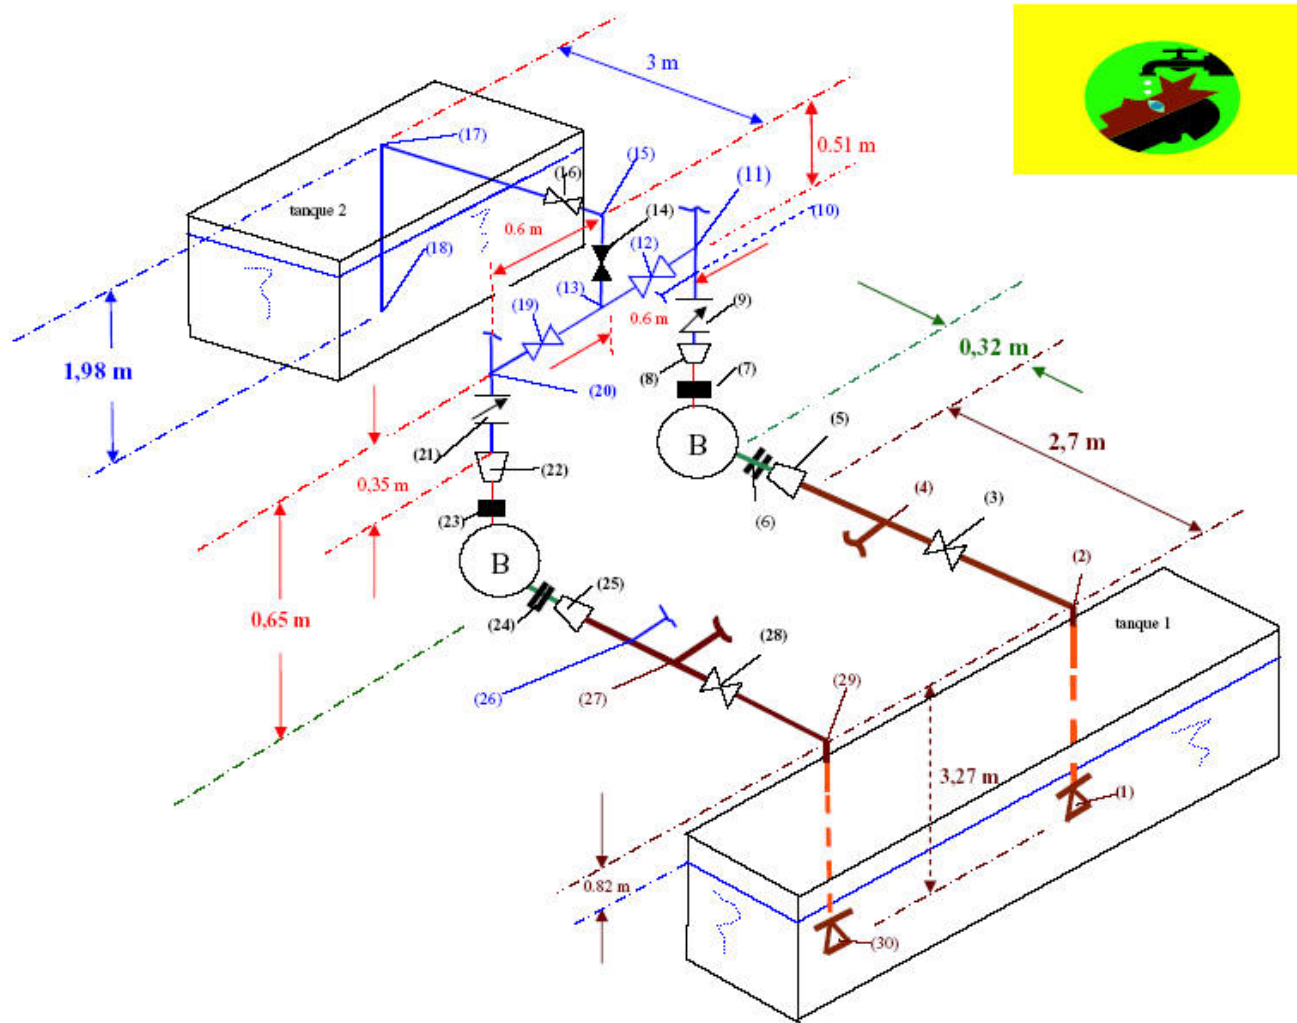 3 m
(17)
(15)
0.51 m
(16)
(11)
tanque 2
(14)
(10)
0.6 m
(12)
(18)
(13)
(19)
(9)
0.6 m
0,32 m
(8)
(7)
1,98 m
(20)
(5)
B
2,7 m
(21)
(22)
0,35 m
(4)
(3)
(6)
(23)
B
(2)
(25)
0,65 m
(24)
tanque 1
(28)
(26)
(27)
(29)
3,27 m
(1)
0.82 m
(30)